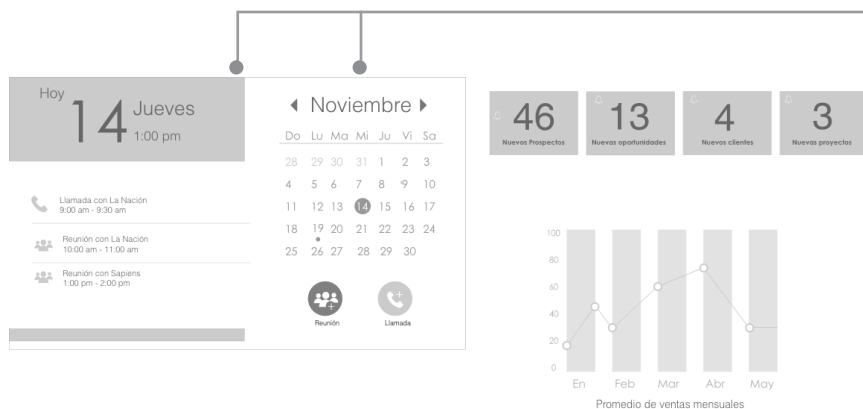 Hoy
14
Jueves
1:00 pm
Llamada con La Nación
9:00 am - 9:30 am
Reunión con La Nación
10:00 am - 11:00 am
Reunión con Sapiens
1:00 pm - 2:00 pm
Noviembre
Do Lu Ma Mi Ju Vi Sa
28 29 30 31 1 2 3
4 5 6 7 8 9 10
11 12 13 14 15 16 17
18 19 20 21 22 23 24
25 26 27 28 29 30
Reunión
Llamada
46
Nuevos Prospectos
13
Nuevas oportunidades
4
Nuevos clientes
3
Nuevos proyectos
100
80
60
40
20
0
En Feb Mar Abr May
Promedio de ventas mensuales